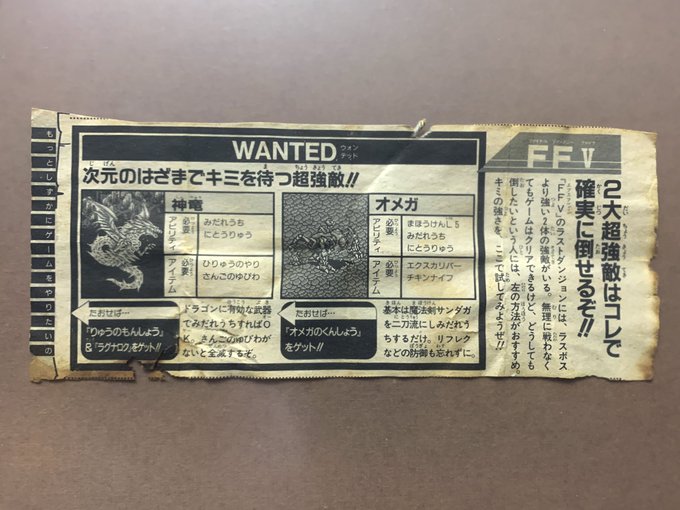 WANTED
ウォンテッド
次元のはざまでキミを待つ超強敵!!
神竜
必要アビリティ
みだれうち
にとうりゅう
必要アイテム
ひりゅうのやり
さんごのゆびわ
たおせば…
「りゅうのもんしょう」
&「ラグナロク」をゲット!!
ドラゴンに有効な武器
でみだれうちすればO
K。さんごのゆびわが
ないと全滅するぞ。
オメガ
必要アビリティ
まほうけんLv5
みだれうち
にとうりゅう
必要アイテム
エクスカリバー
チキンナイフ
たおせば…
「オメガのくんしょう」
をゲット!!
基本は魔法剣サンダガ
を二刀流にしみだれう
ちするだけ。リフレク
などの防御も忘れずに。
FFV
2大超強敵はコレで
確実に倒せるぞ!!
『FFV』のラストダンジョンには、ラスボス
より強い2体の強敵がいる。無理に戦わなく
てもゲームはクリアできるけど、どうしても
倒したいという人には、左の方法がおすすめ。
キミの強さを、ここで試してみようぜ!!
もっとしずかにゲームをやりたいの